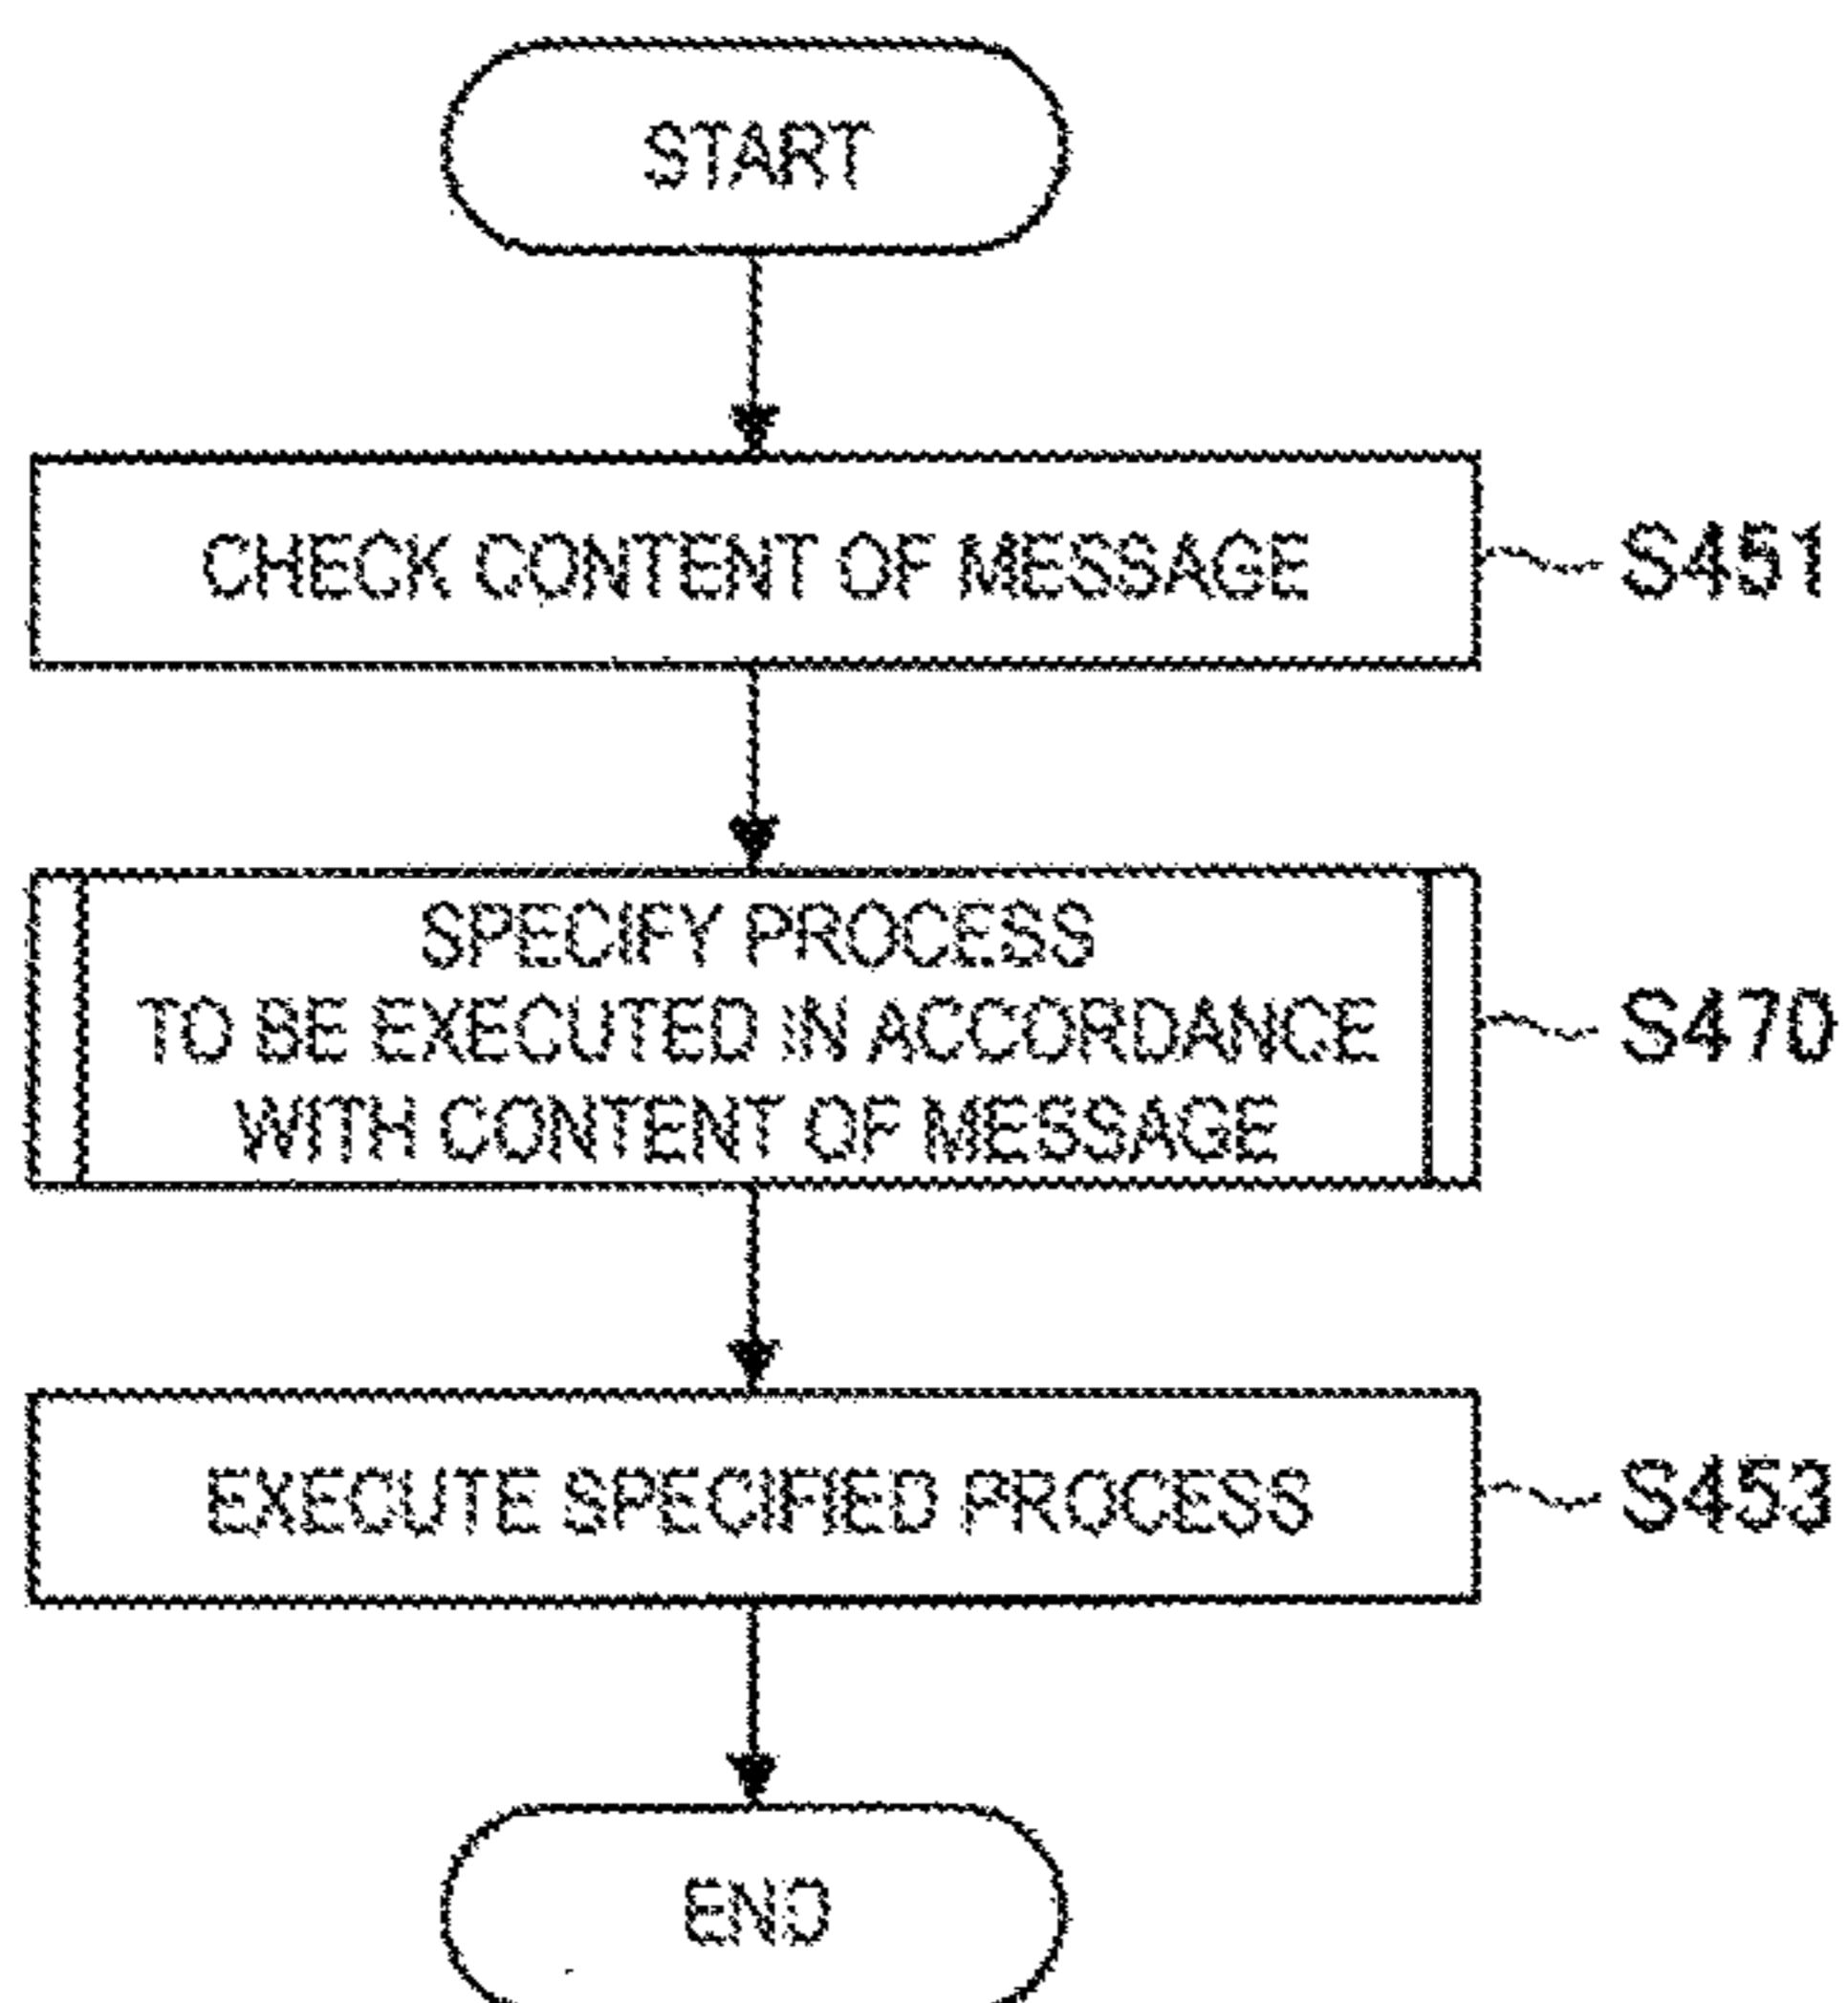 START
CHECK CONTENT OF MESSAGE
S451
SPECIFY PROCESS
TO BE EXECUTED IN ACCORDANCE
WITH CONTENT OF MESSAGE
S470
EXECUTE SPECIFIED PROCESS
S453
END